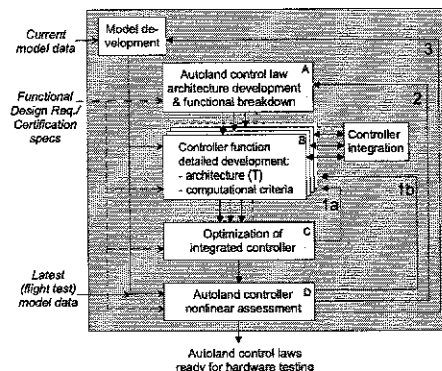 Current
model data
Model de-
velopment
3
A
Autoland control law
architecture development
& functional breakdown
2
Functional
Design Req./
Certification
specs
B
Controller function
detailed development:
- architecture (T)
- computational criteria
Controller
integration
1b
1a
C
Optimization of
integrated controller
Latest
(flight test)
model data
D
Autoland controller
nonlinear assessment
Autoland control laws
ready for hardware testing